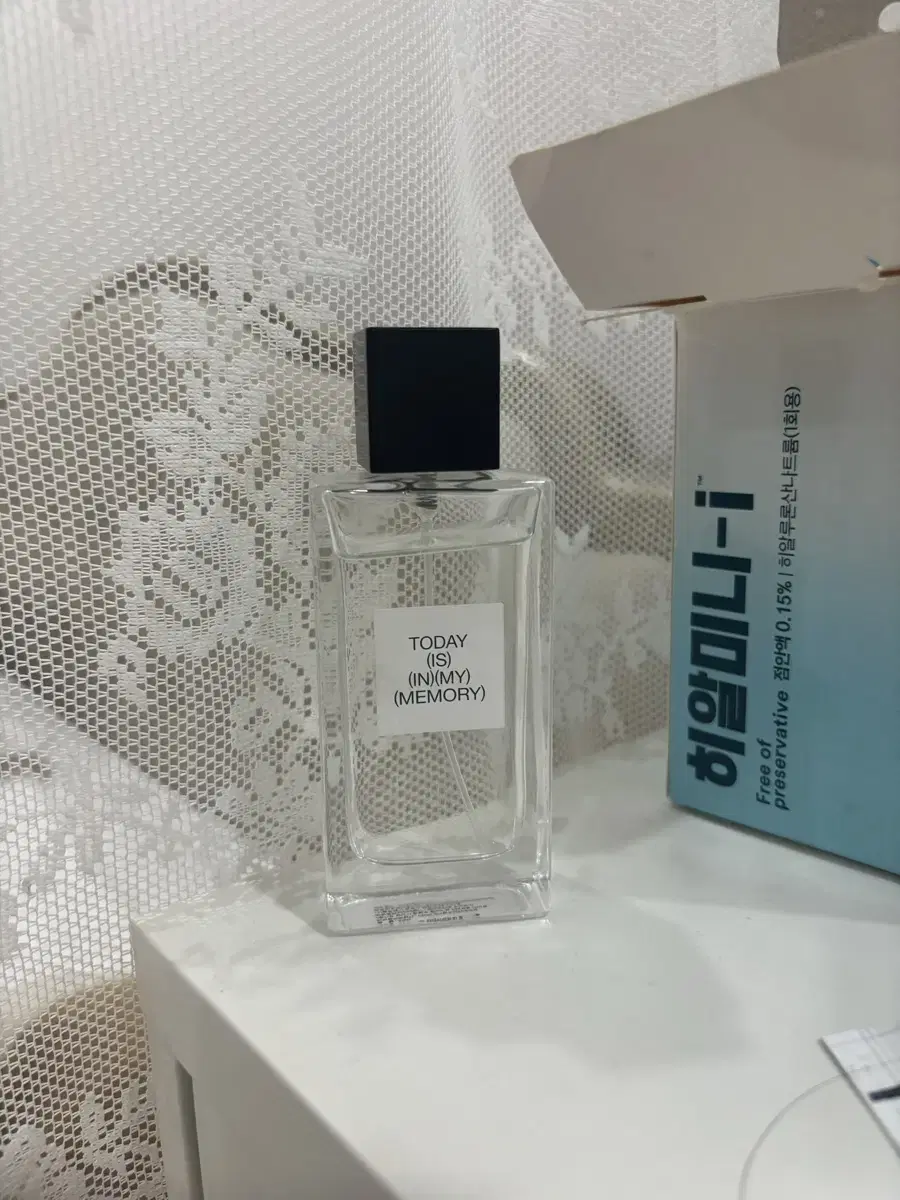 TODAY
(IS)
(IN)(MY)
(MEMORY)
히알미니-i™
Free of
preservative 점안액 0.15% | 히알루론산나트륨(1회용)